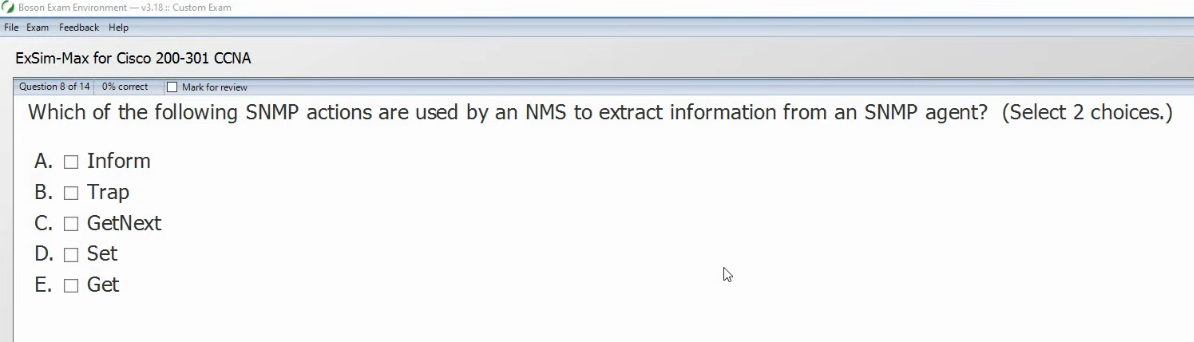 Boson Exam Environment — v3.18 :: Custom Exam
File Exam Feedback Help
ExSim-Max for Cisco 200-301 CCNA
Question 8 of 14 0% correct Mark for review
Which of the following SNMP actions are used by an NMS to extract information from an SNMP agent? (Select 2 choices.)
A. Inform
B. Trap
C. GetNext
D. Set
E. Get